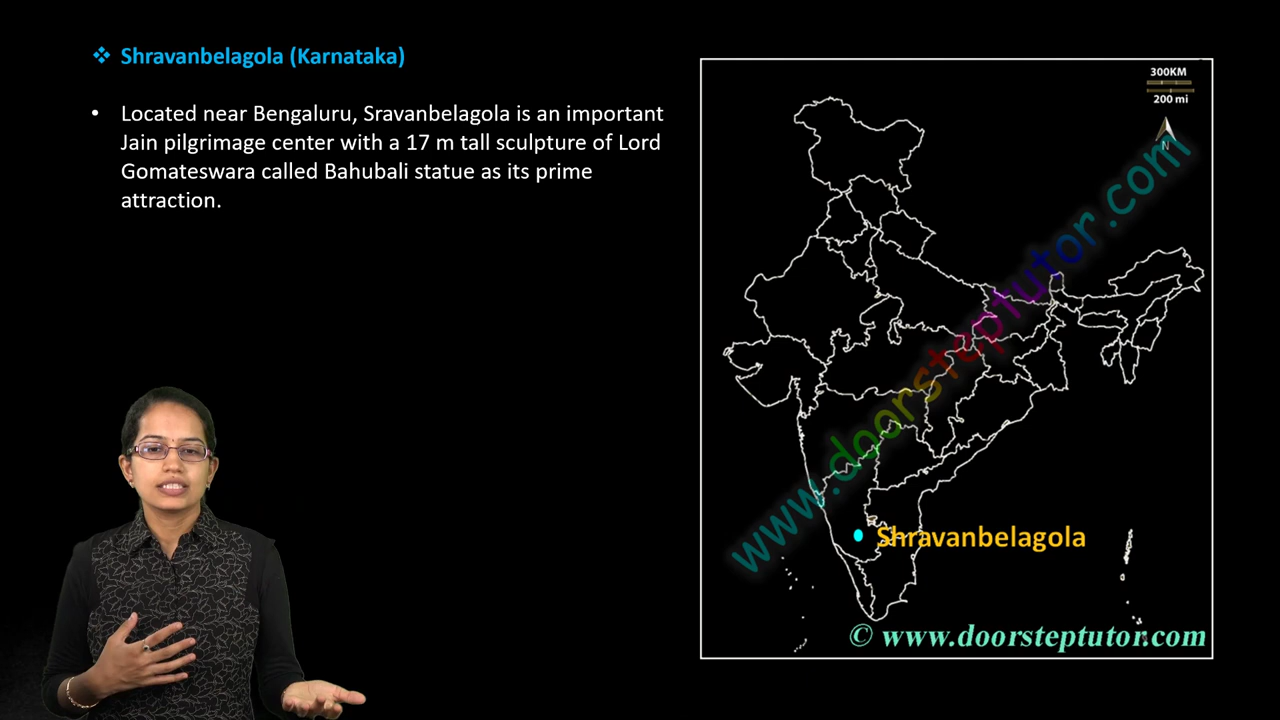 ❖ Shravanbelagola (Karnataka)
• Located near Bengaluru, Sravanbelagola is an important
Jain pilgrimage center with a 17 m tall sculpture of Lord
Gomateswara called Bahubali statue as its prime
attraction.
300KM
200 mi
N
www.doorsteptutor.com
Shravanbelagola
© www.doorsteptutor.com